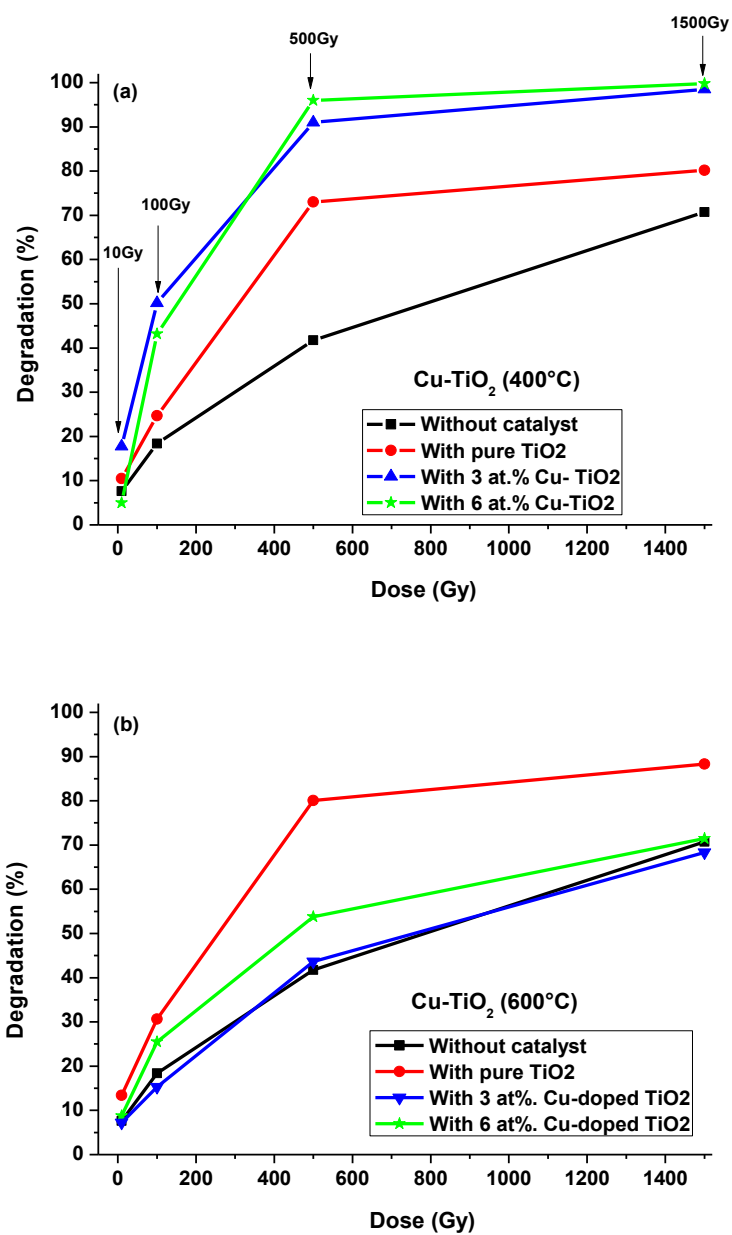 500Gy
1500Gy
(a)
100Gy
10Gy
100
90
80
70
60
50
40
30
20
10
0
Degradation (%)
Cu-TiO₂ (400°C)
Without catalyst
With pure TiO2
With 3 at.% Cu- TiO2
With 6 at.% Cu-TiO2
0 200 400 600 800 1000 1200 1400
Dose (Gy)
(b)
100
90
80
70
60
50
40
30
20
10
0
Degradation (%)
Cu-TiO₂ (600°C)
Without catalyst
With pure TiO2
With 3 at%. Cu-doped TiO2
With 6 at%. Cu-doped TiO2
0 200 400 600 800 1000 1200 1400
Dose (Gy)